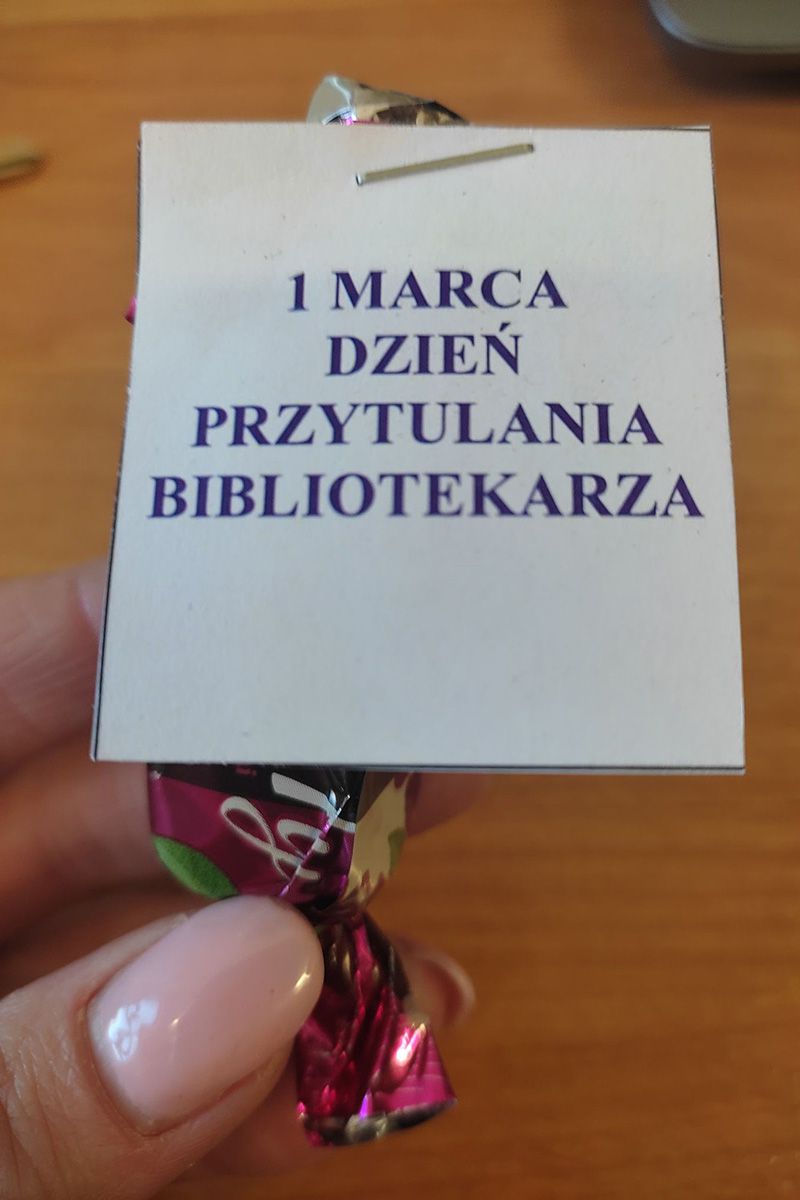 1 MARCA
DZIEŃ
PRZYTULANIA
BIBLIOTEKARZA